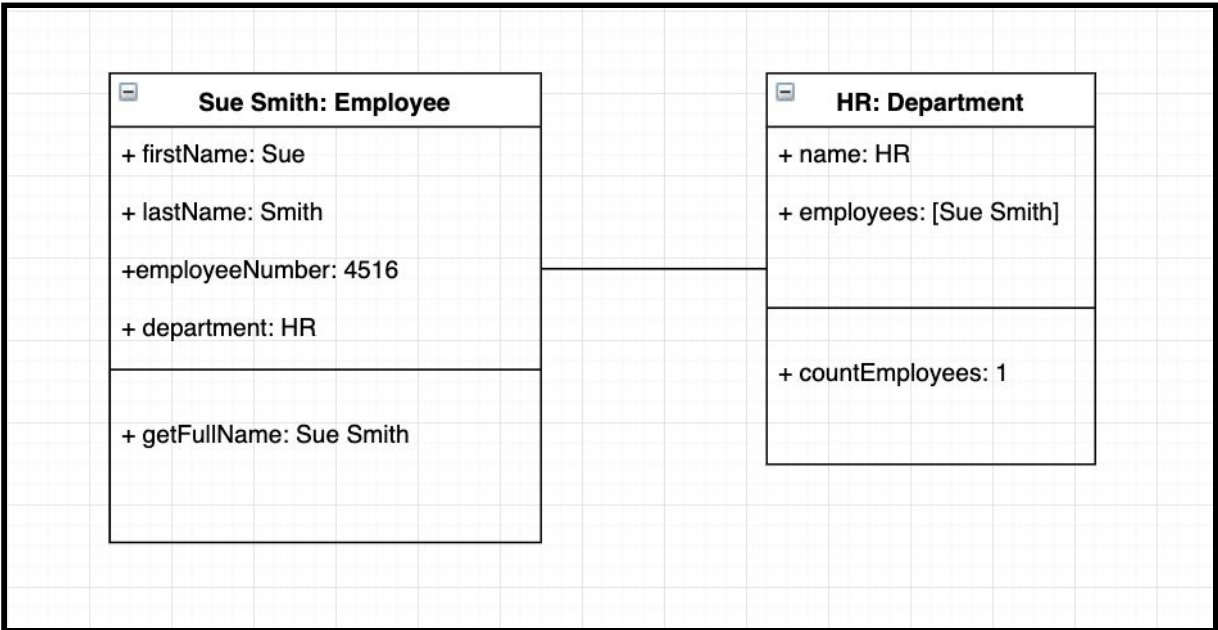 Sue Smith: Employee
+ firstName: Sue
+ lastName: Smith
+employeeNumber: 4516
+ department: HR
+ getFullName: Sue Smith
HR: Department
+ name: HR
+ employees: [Sue Smith]
+ countEmployees: 1